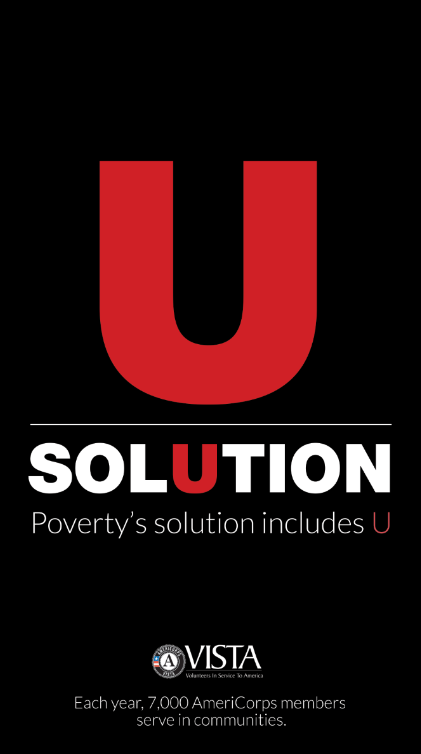 U
SOLUTION
Poverty's solution includes U
AMERICORPS
A
VISTA
Volunteers In Service To America
Each year, 7,000 AmeriCorps members
serve in communities.